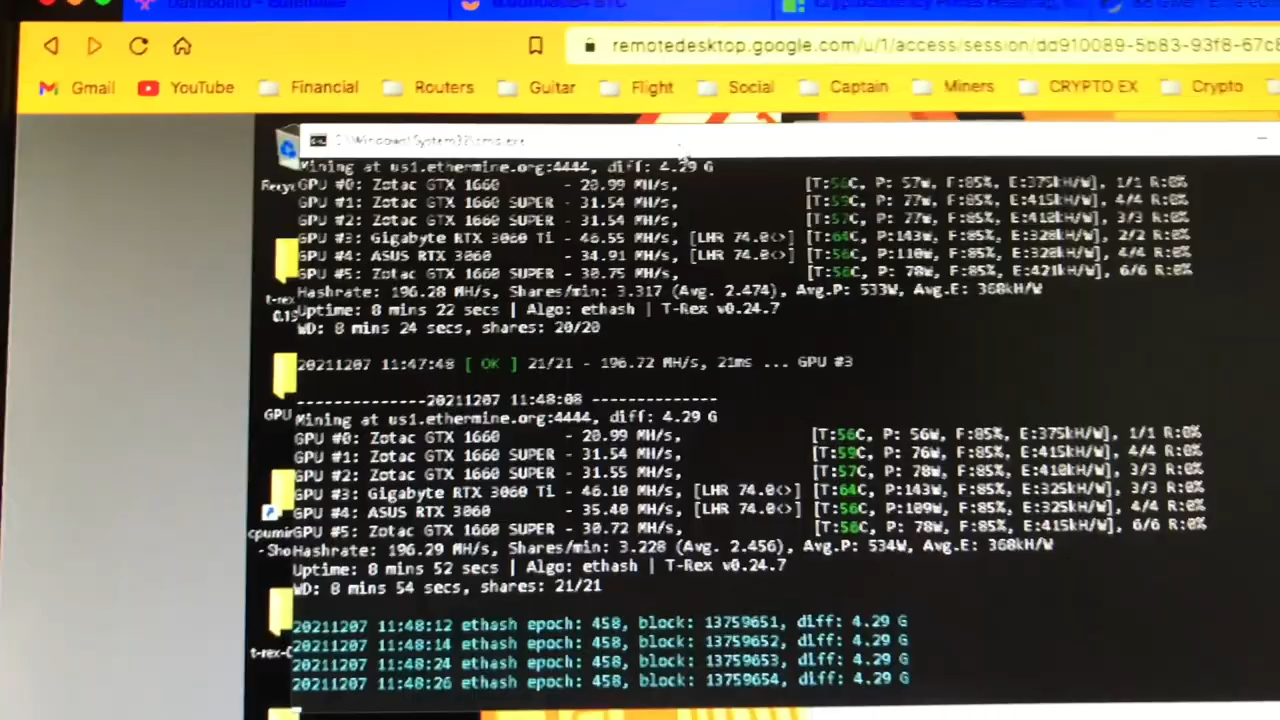 remotedesktop.google.com/u/1/access/session/
Gmail YouTube Financial Routers Guitar Flight Social Captain Miners CRYPTO EX Crypto
C:\Windows\System32\cmd.exe
Mining at us1.ethermine.org:4444, diff: 4.29 G
GPU #0: Zotac GTX 1660 - 20.99 MH/s, [T:56C, P: 57W, F:85%, E:375kH/W], 1/1 R:0%
GPU #1: Zotac GTX 1660 SUPER - 31.54 MH/s, [T:59C, P: 77W, F:85%, E:415kH/W], 4/4 R:0%
GPU #2: Zotac GTX 1660 SUPER - 31.54 MH/s, [T:57C, P: 77W, F:85%, E:410kH/W], 3/3 R:0%
GPU #3: Gigabyte RTX 3060 Ti - 46.55 MH/s, [LHR 74.0<>] [T:64C, P:143W, F:85%, E:328kH/W], 2/2 R:0%
GPU #4: ASUS RTX 3060 - 34.91 MH/s, [LHR 74.0<>] [T:56C, P:110W, F:85%, E:320kH/W], 4/4 R:0%
GPU #5: Zotac GTX 1660 SUPER - 30.75 MH/s, [T:56C, P: 78W, F:85%, E:421kH/W], 6/6 R:0%
Hashrate: 196.28 MH/s, Shares/min: 3.317 (Avg. 2.474), Avg.P: 533W, Avg.E: 368kH/W
Uptime: 8 mins 22 secs | Algo: ethash | T-Rex v0.24.7
WD: 8 mins 24 secs, shares: 20/20
20211207 11:47:48 [ OK ] 21/21 - 196.72 MH/s, 21ms ... GPU #3
---------------20211207 11:48:08 --------------
Mining at us1.ethermine.org:4444, diff: 4.29 G
GPU #0: Zotac GTX 1660 - 20.99 MH/s, [T:56C, P: 56W, F:85%, E:375kH/W], 1/1 R:0%
GPU #1: Zotac GTX 1660 SUPER - 31.54 MH/s, [T:59C, P: 76W, F:85%, E:415kH/W], 4/4 R:0%
GPU #2: Zotac GTX 1660 SUPER - 31.55 MH/s, [T:57C, P: 78W, F:85%, E:410kH/W], 3/3 R:0%
GPU #3: Gigabyte RTX 3060 Ti - 46.10 MH/s, [LHR 74.0<>] [T:64C, P:143W, F:85%, E:325kH/W], 3/3 R:0%
GPU #4: ASUS RTX 3060 - 35.40 MH/s, [LHR 74.0<>] [T:56C, P:109W, F:85%, E:325kH/W], 4/4 R:0%
GPU #5: Zotac GTX 1660 SUPER - 30.72 MH/s, [T:56C, P: 78W, F:85%, E:415kH/W], 6/6 R:0%
Hashrate: 196.29 MH/s, Shares/min: 3.228 (Avg. 2.456), Avg.P: 534W, Avg.E: 368kH/W
Uptime: 8 mins 52 secs | Algo: ethash | T-Rex v0.24.7
WD: 8 mins 54 secs, shares: 21/21
20211207 11:48:12 ethash epoch: 458, block: 13759651, diff: 4.29 G
20211207 11:48:14 ethash epoch: 458, block: 13759652, diff: 4.29 G
20211207 11:48:24 ethash epoch: 458, block: 13759653, diff: 4.29 G
20211207 11:48:26 ethash epoch: 458, block: 13759654, diff: 4.29 G